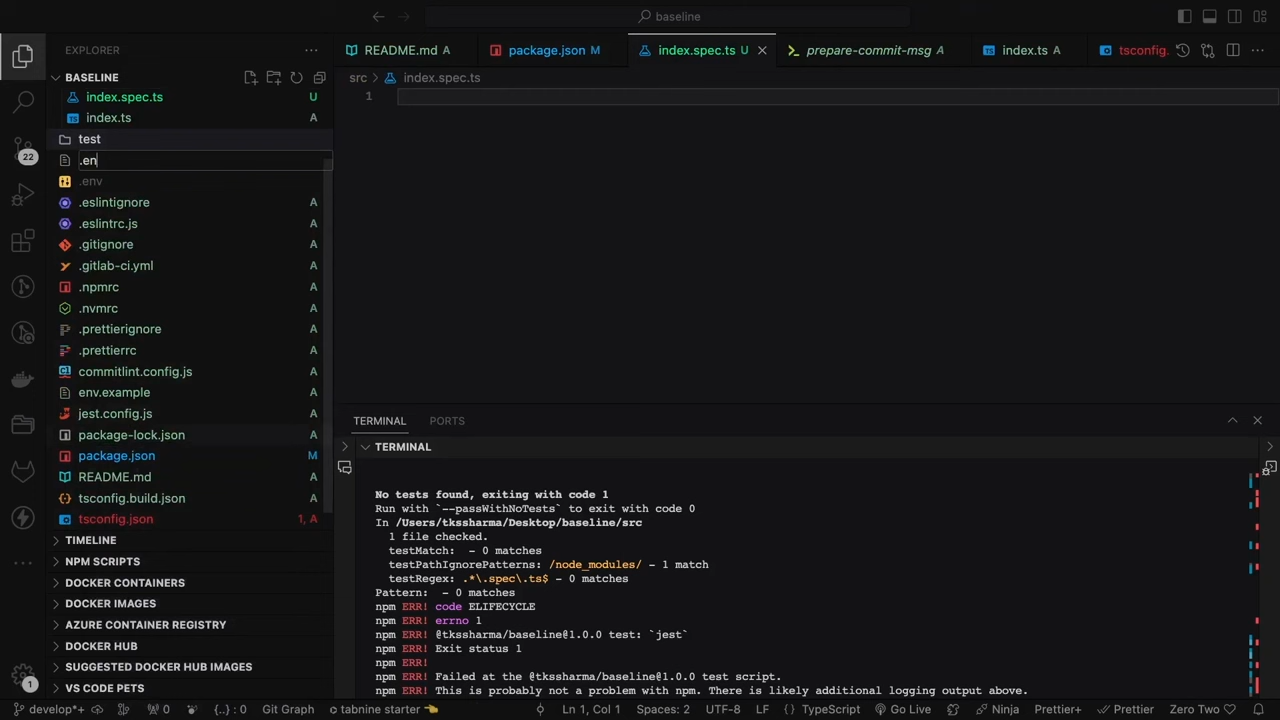 baseline
EXPLORER
README.md A
package.json M
index.spec.ts U
prepare-commit-msg A
index.ts A
tsconfig.
BASELINE
src > index.spec.ts
index.spec.ts U
index.ts A
1
test
.en
.env
.eslintignore A
.eslintrc.js A
.gitignore A
.gitlab-ci.yml A
.npmrc A
.nvmrc A
.prettierignore A
.prettierrc A
commitlint.config.js A
env.example A
jest.config.js A
package-lock.json A
package.json M
README.md A
tsconfig.build.json A
tsconfig.json 1, A
TIMELINE
NPM SCRIPTS
DOCKER CONTAINERS
DOCKER IMAGES
AZURE CONTAINER REGISTRY
DOCKER HUB
SUGGESTED DOCKER HUB IMAGES
VS CODE PETS
22
1
TERMINAL
PORTS
TERMINAL
No tests found, exiting with code 1
Run with `--passWithNoTests` to exit with code 0
In /Users/tkssharma/Desktop/baseline/src
1 file checked.
testMatch:  - 0 matches
testPathIgnorePatterns: /node_modules/ - 1 match
testRegex: .*\.spec\.ts$ - 0 matches
Pattern:  - 0 matches
npm ERR! code ELIFECYCLE
npm ERR! errno 1
npm ERR! @tkssharma/baseline@1.0.0 test: `jest`
npm ERR! Exit status 1
npm ERR!
npm ERR! Failed at the @tkssharma/baseline@1.0.0 test script.
npm ERR! This is probably not a problem with npm. There is likely additional logging output above.
develop*+
0
{..} : 0
Git Graph
tabnine starter
Ln 1, Col 1
Spaces: 2
UTF-8
LF
{ } TypeScript
Go Live
Ninja
Prettier+
Prettier
Zero Two